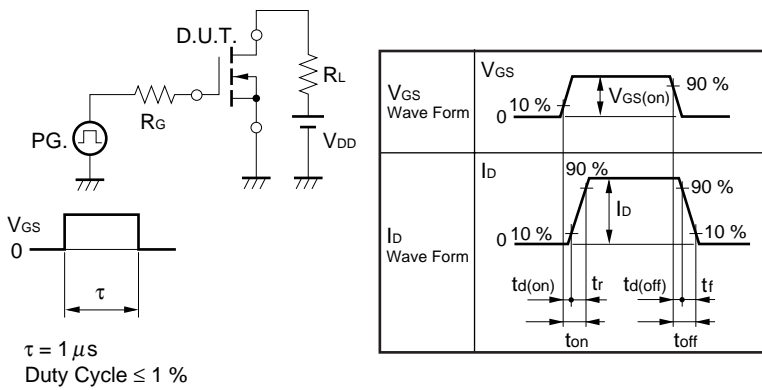 D.U.T.
RL
RG
PG.
VDD
VGS
0
τ
τ = 1 μs
Duty Cycle ≤ 1 %
VGS
Wave Form
VGS
10 %
0
VGS(on)
90 %
ID
Wave Form
ID
90 %
90 %
0 10 %
ID
10 %
td(on) tr td(off) tf
ton toff